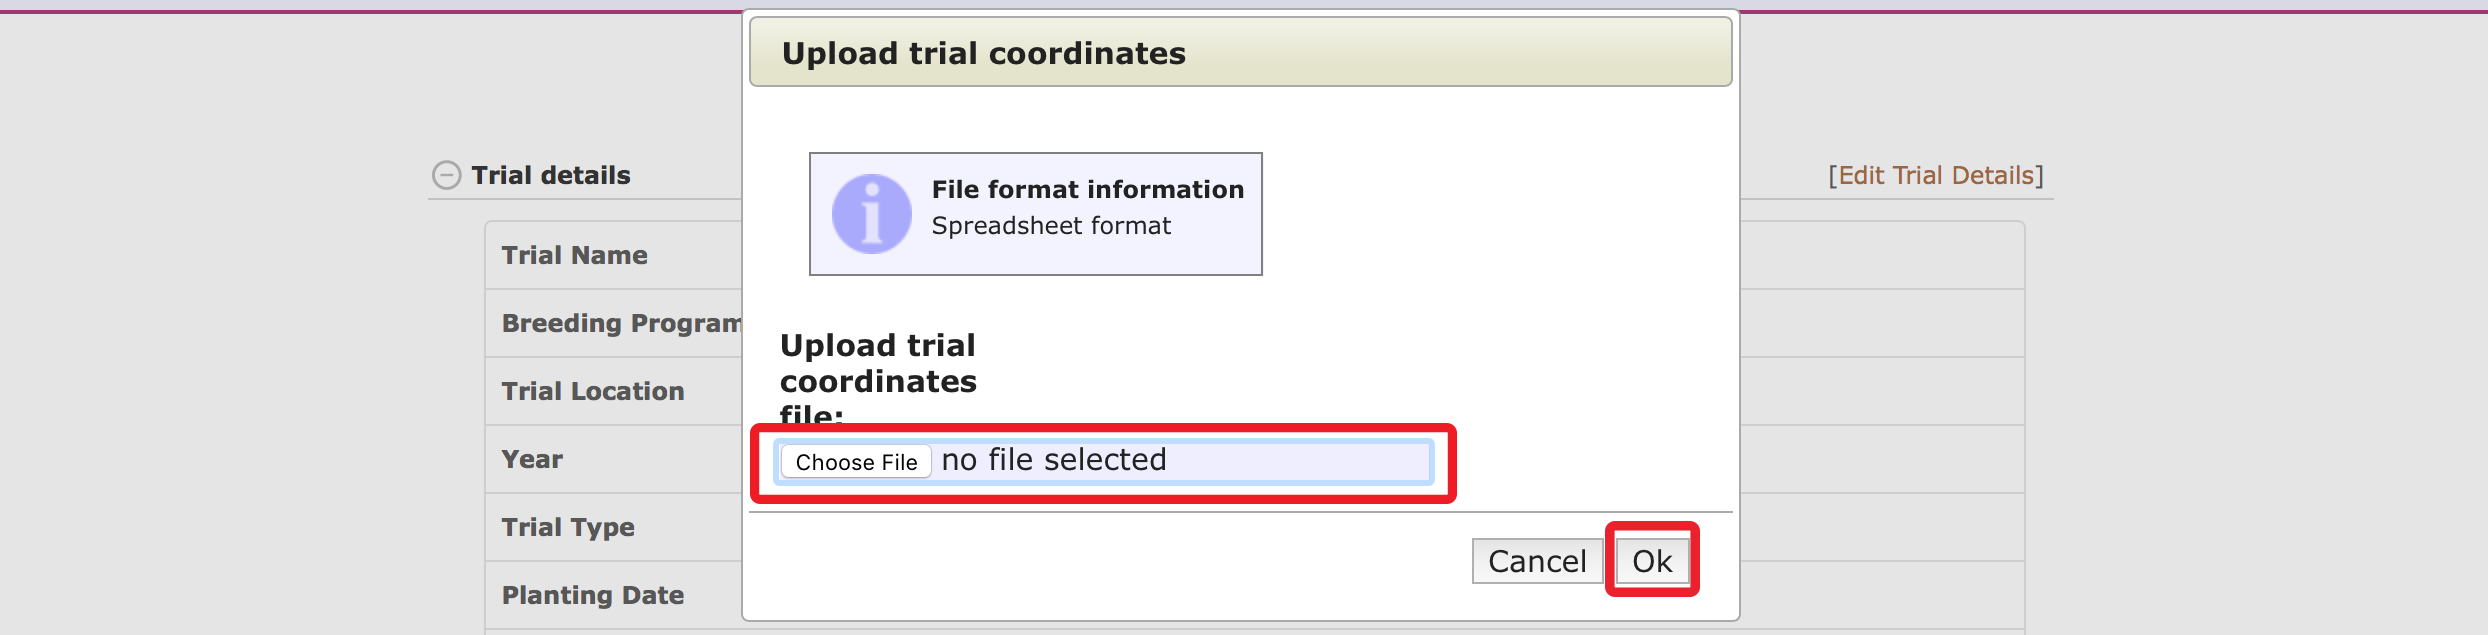 Upload trial coordinates
Trial details
[Edit Trial Details]
File format information
Spreadsheet format
Trial Name
Breeding Program
Upload trial
coordinates
file:
Trial Location
Choose File no file selected
Year
Trial Type
Cancel Ok
Planting Date